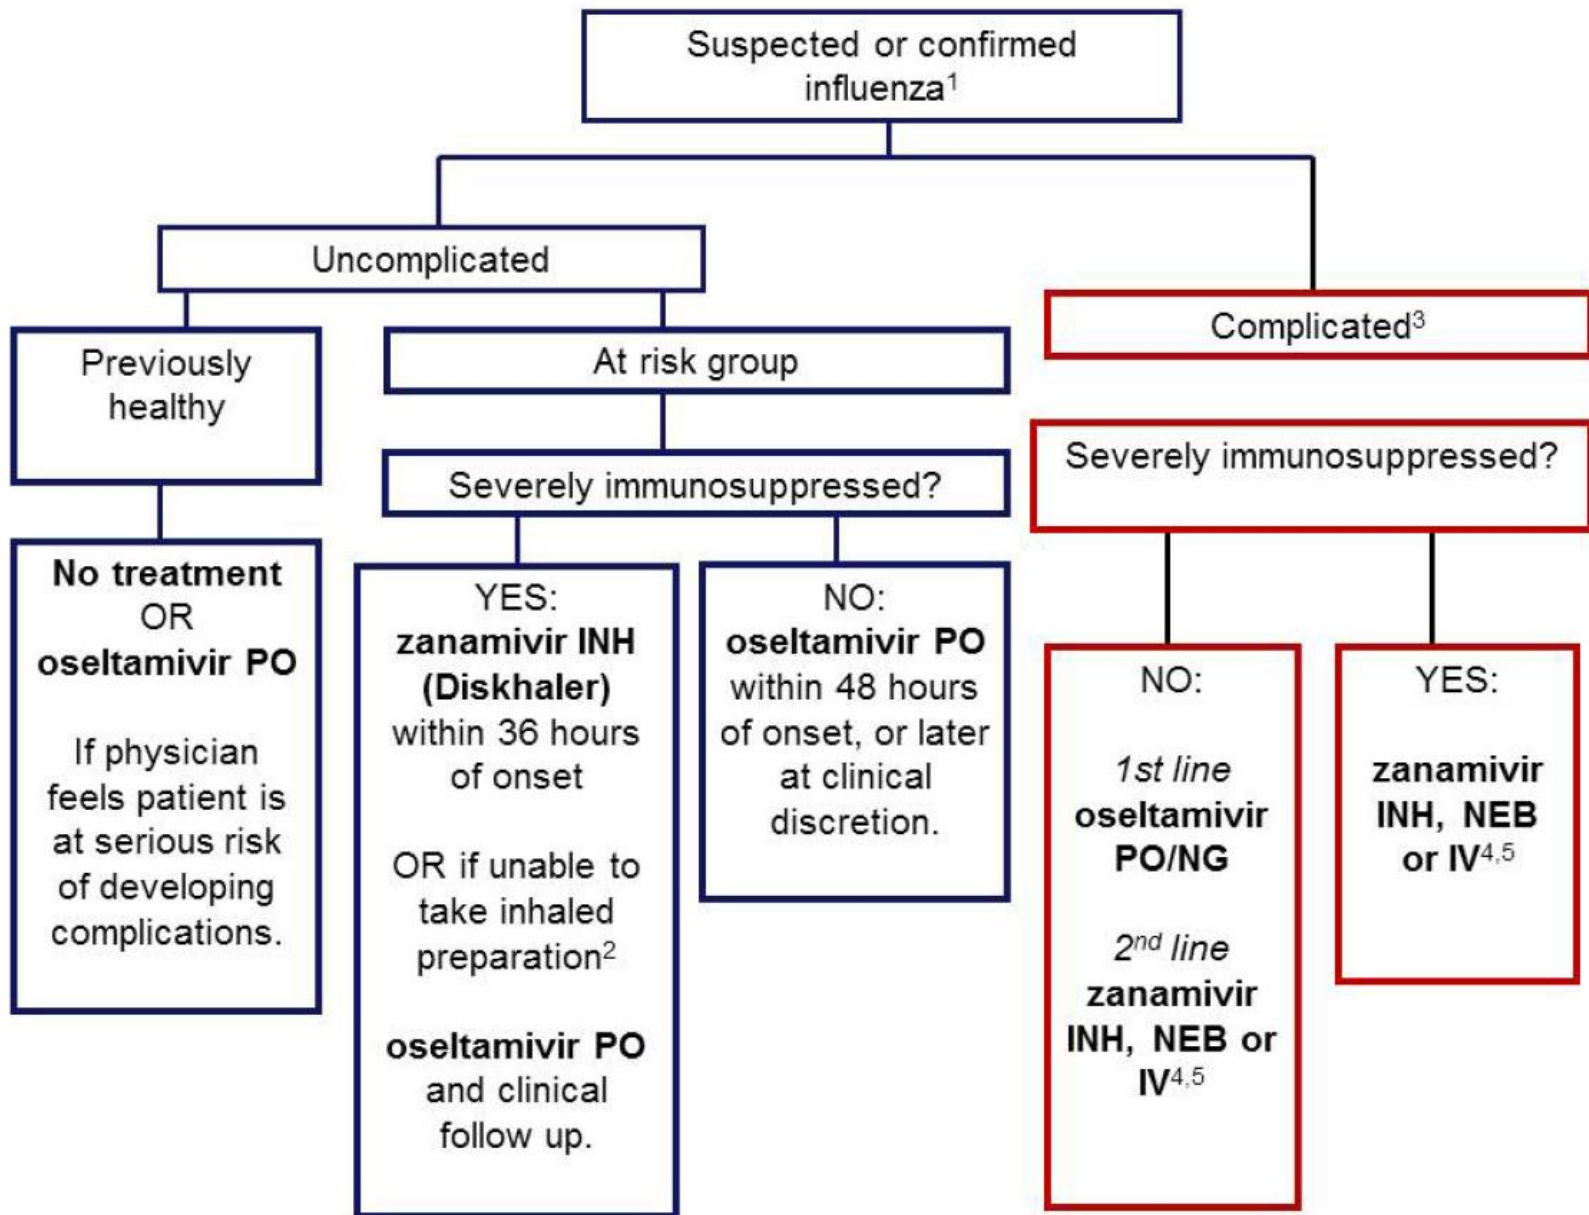 Suspected or confirmed
influenza¹
Uncomplicated
Complicated³
Previously
healthy
At risk group
Severely immunosuppressed?
Severely immunosuppressed?
No treatment
OR
oseltamivir PO
If physician
feels patient is
at serious risk
of developing
complications.
YES:
zanamivir INH
(Diskhaler)
within 36 hours
of onset
OR if unable to
take inhaled
preparation²
oseltamivir PO
and clinical
follow up.
NO:
oseltamivir PO
within 48 hours
of onset, or later
at clinical
discretion.
NO:
1st line
oseltamivir
PO/NG
2nd line
zanamivir
INH, NEB or
IV⁴,⁵
YES:
zanamivir
INH, NEB
or IV⁴,⁵